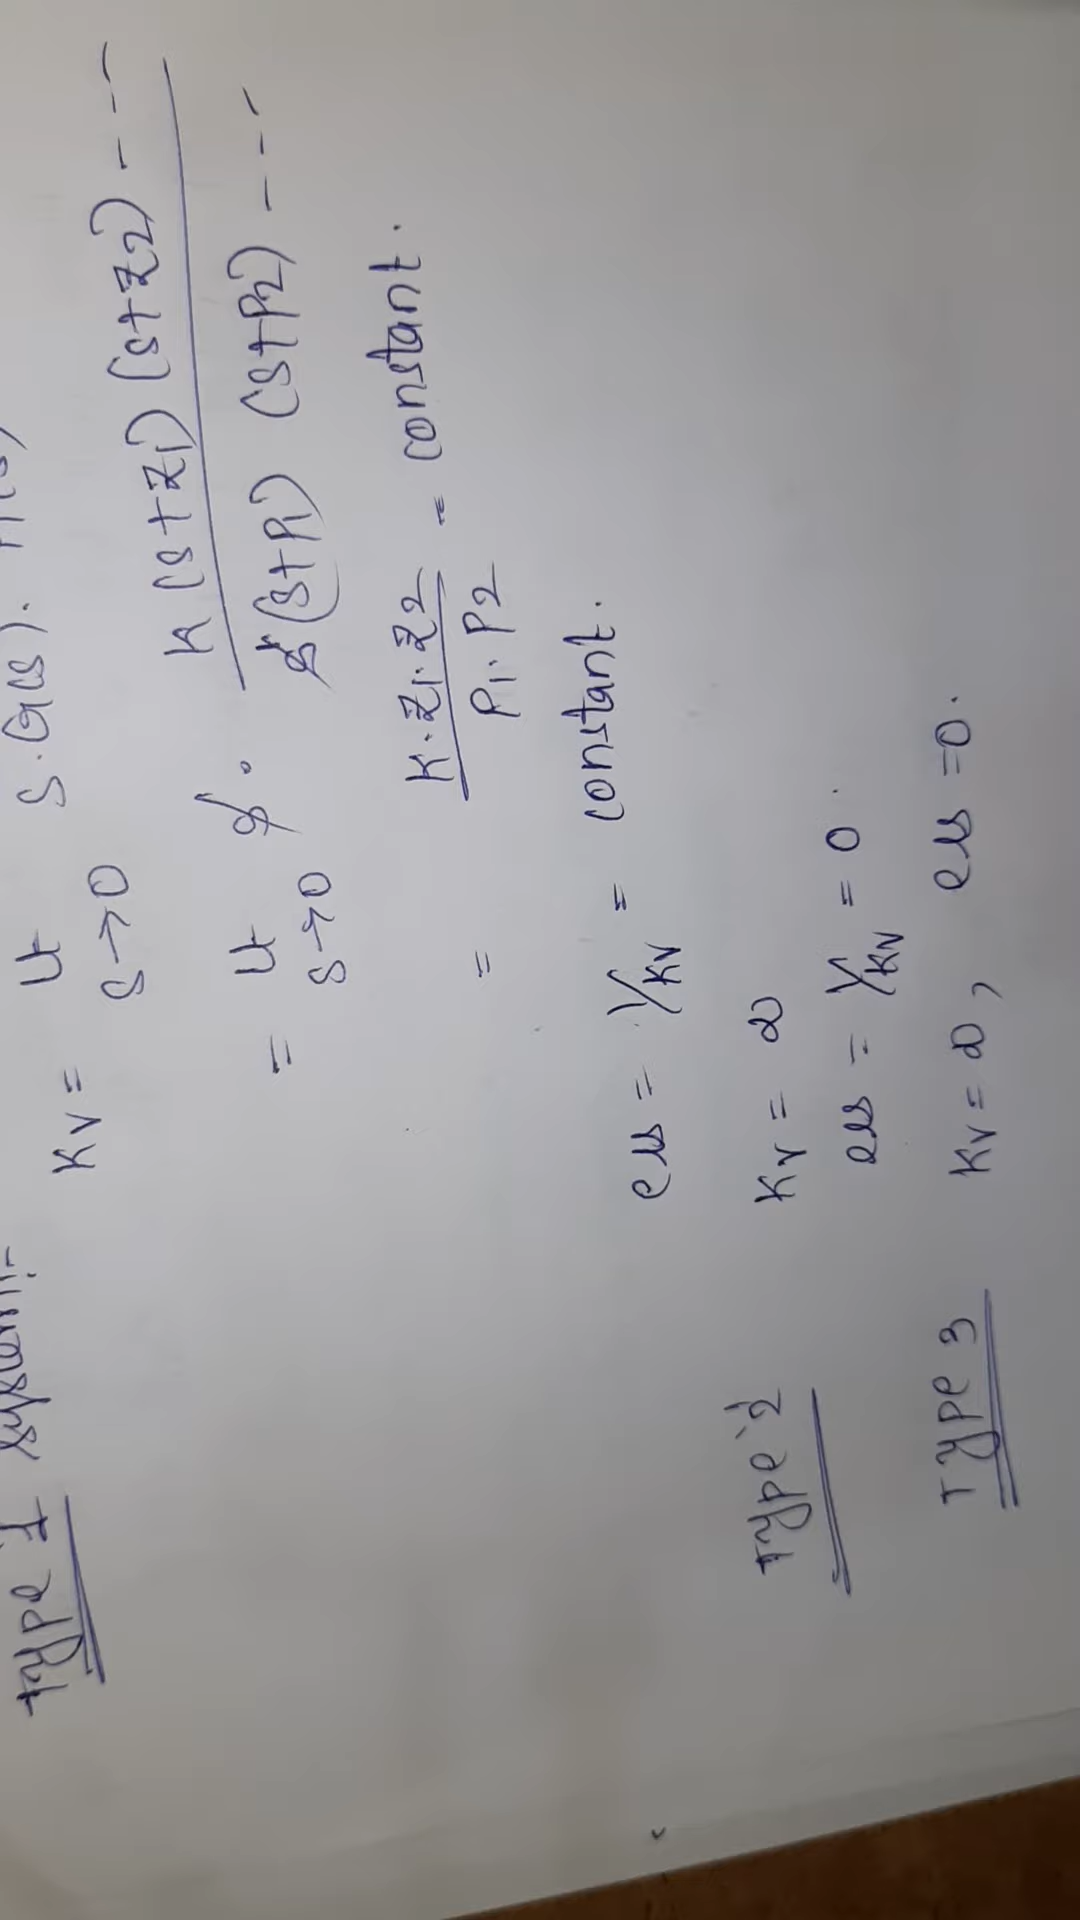 Type 1 system:-
Kv = Lt s→0 S.G(s). H(s)
= Lt s→0 s. K(s+Z1)(s+Z2)--- / s(s+P1)(s+P2)---
= K.Z1.Z2 / P1.P2 = constant.
ess = 1/Kv = constant.
Type 2 Kv = ∞
ess = 1/Kv = 0.
Type 3 Kv = ∞, ess = 0.